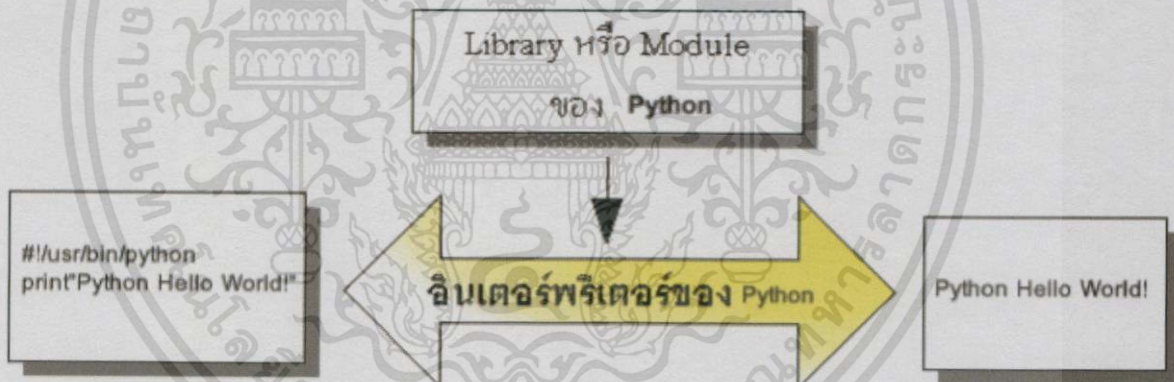 Library หรือ Module
ของ Python
#!/usr/bin/python
print"Python Hello World!"
อินเตอร์พรีเตอร์ของ Python
Python Hello World!